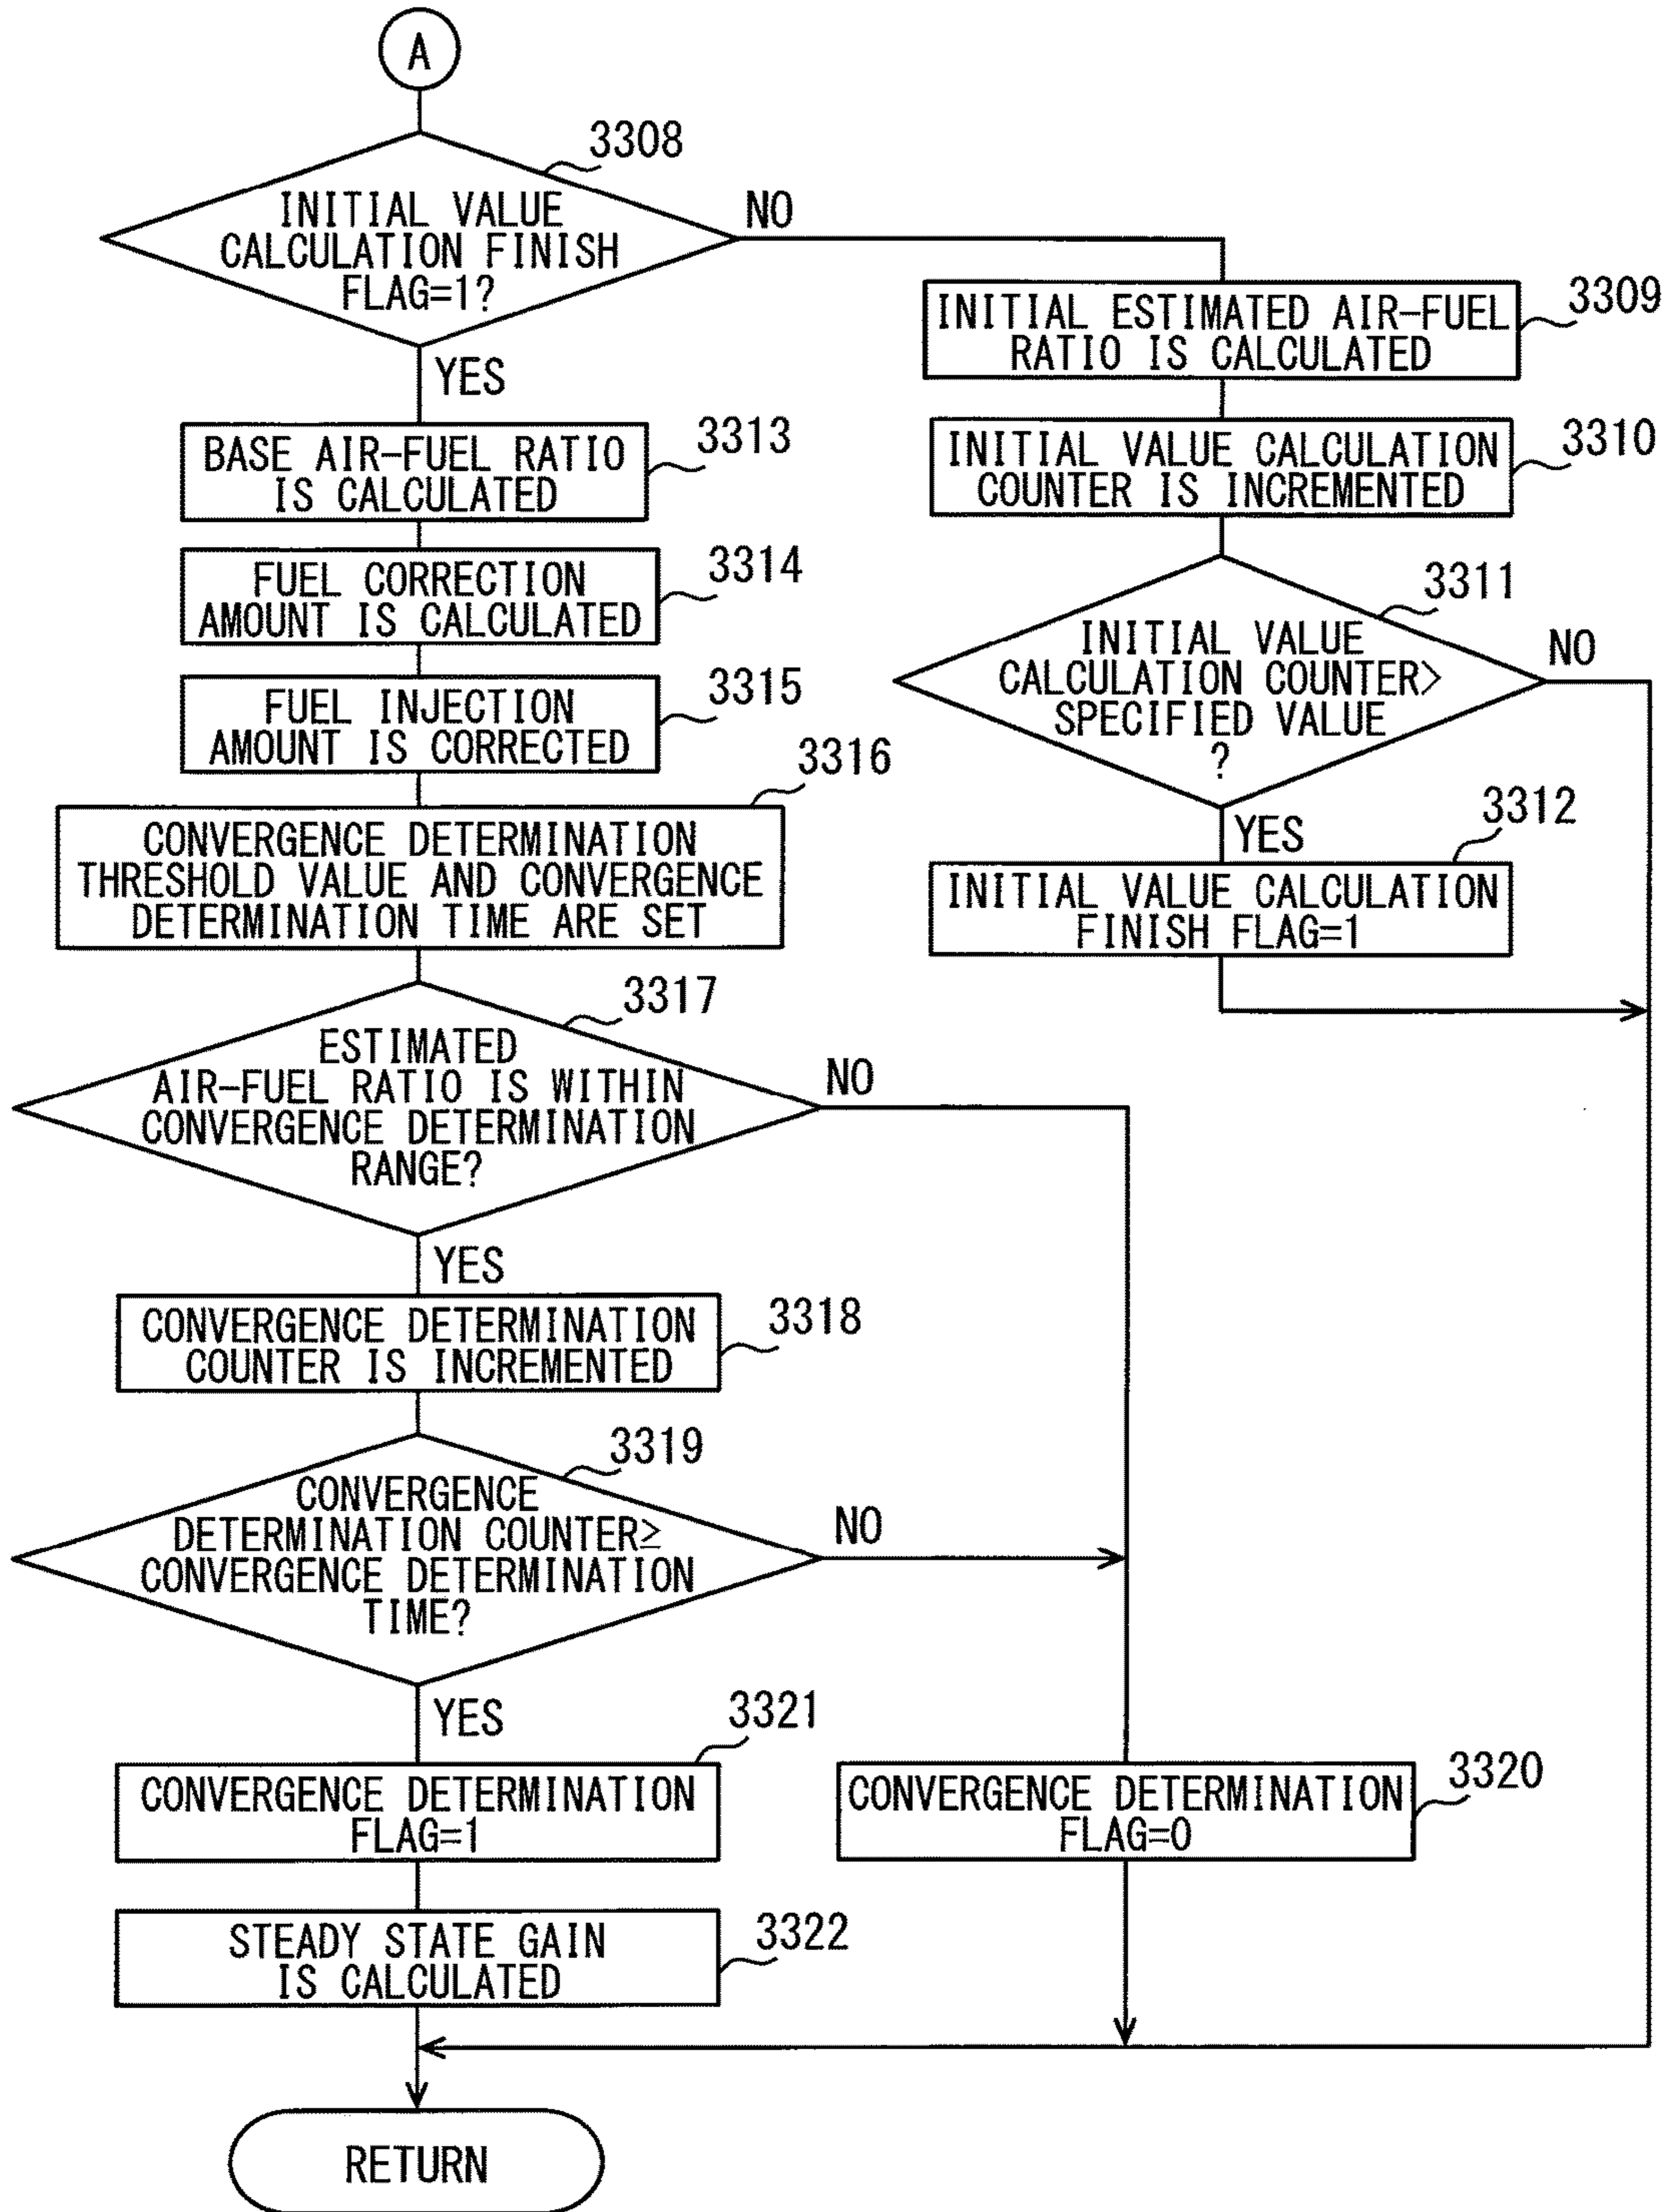 A
3308
INITIAL VALUE
CALCULATION FINISH
FLAG=1?
NO
YES
3309
INITIAL ESTIMATED AIR-FUEL
RATIO IS CALCULATED
3310
INITIAL VALUE CALCULATION
COUNTER IS INCREMENTED
3311
INITIAL VALUE
CALCULATION COUNTER>
SPECIFIED VALUE
?
NO
YES
3312
INITIAL VALUE CALCULATION
FINISH FLAG=1
3313
BASE AIR-FUEL RATIO
IS CALCULATED
3314
FUEL CORRECTION
AMOUNT IS CALCULATED
3315
FUEL INJECTION
AMOUNT IS CORRECTED
3316
CONVERGENCE DETERMINATION
THRESHOLD VALUE AND CONVERGENCE
DETERMINATION TIME ARE SET
3317
ESTIMATED
AIR-FUEL RATIO IS WITHIN
CONVERGENCE DETERMINATION
RANGE?
NO
YES
3318
CONVERGENCE DETERMINATION
COUNTER IS INCREMENTED
3319
CONVERGENCE
DETERMINATION COUNTER≥
CONVERGENCE DETERMINATION
TIME?
NO
YES
3321
CONVERGENCE DETERMINATION
FLAG=1
3320
CONVERGENCE DETERMINATION
FLAG=0
3322
STEADY STATE GAIN
IS CALCULATED
RETURN